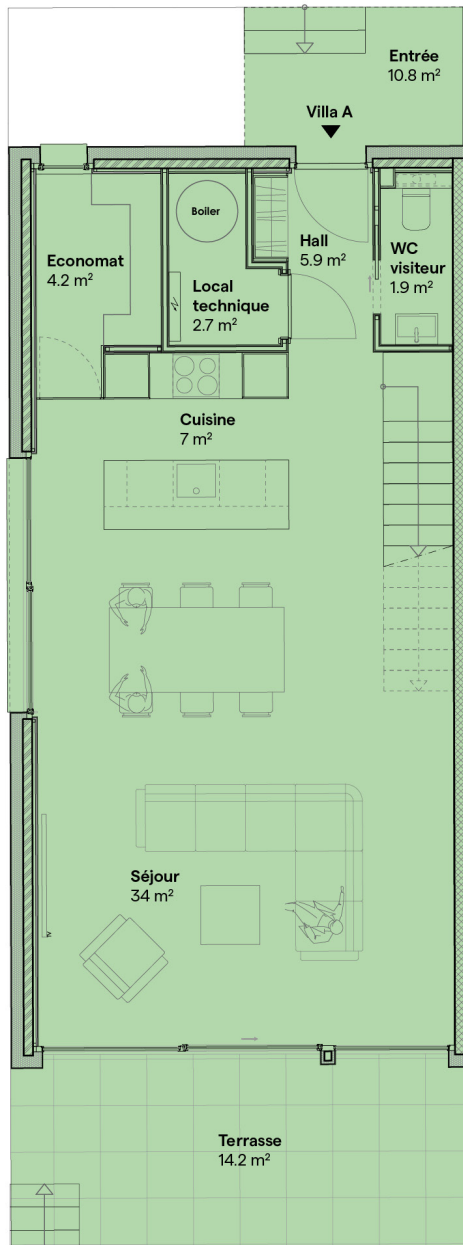 Entrée
10.8 m²
Villa A
Boiler
Hall
5.9 m²
Economat
4.2 m²
WC
visiteur
1.9 m²
Local
technique
2.7 m²
Cuisine
7 m²
Séjour
34 m²
TV
Terrasse
14.2 m²